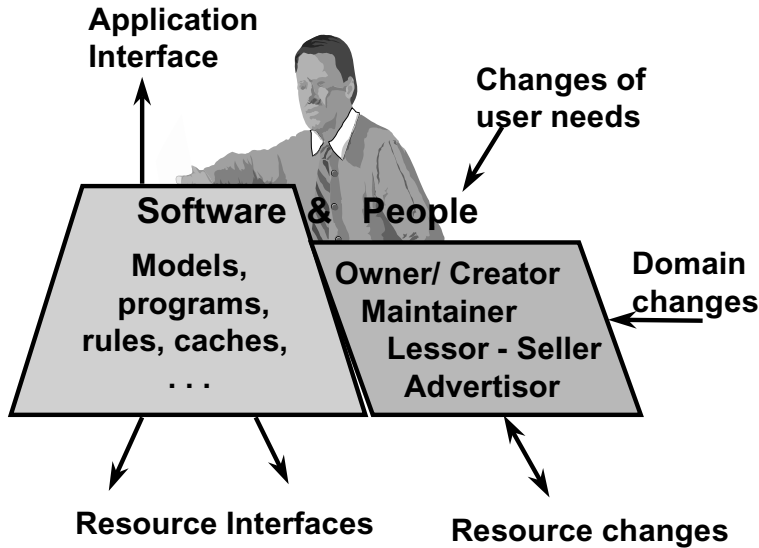 Application
Interface
Changes of
user needs
Software & People
Models,
programs,
rules, caches,
. . .
Owner/ Creator
Maintainer
Lessor - Seller
Advertisor
Domain
changes
Resource Interfaces
Resource changes